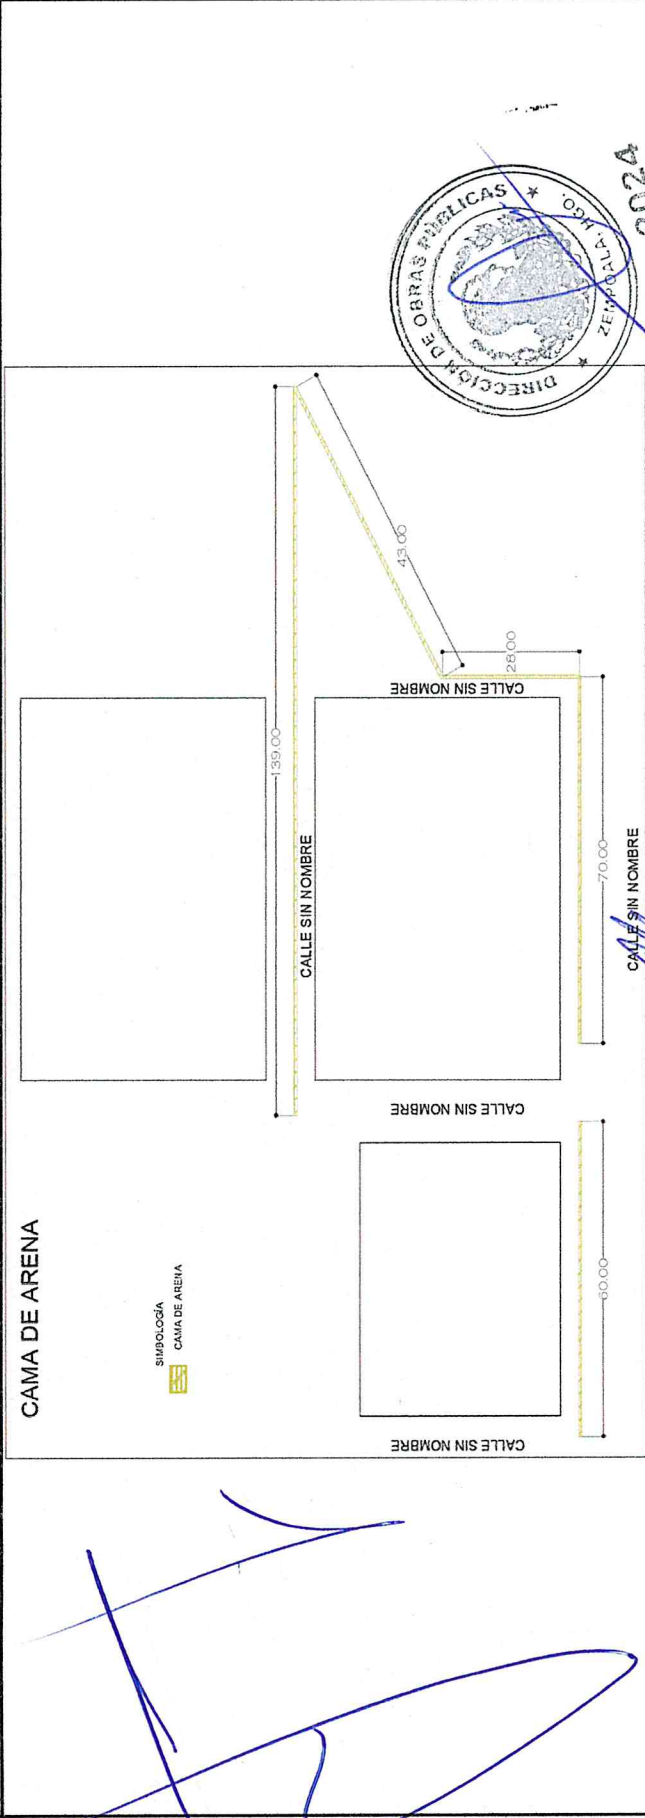 CAMA DE ARENA
SIMBOLOGÍA
CAMA DE ARENA
139.00
CALLE SIN NOMBRE
43.00
CALLE SIN NOMBRE
28.00
CALLE SIN NOMBRE
CALLE SIN NOMBRE
60.00
70.00
CALLE SIN NOMBRE
DIRECCIÓN DE OBRAS PÚBLICAS
ZEMPOALA, HGO.
2024